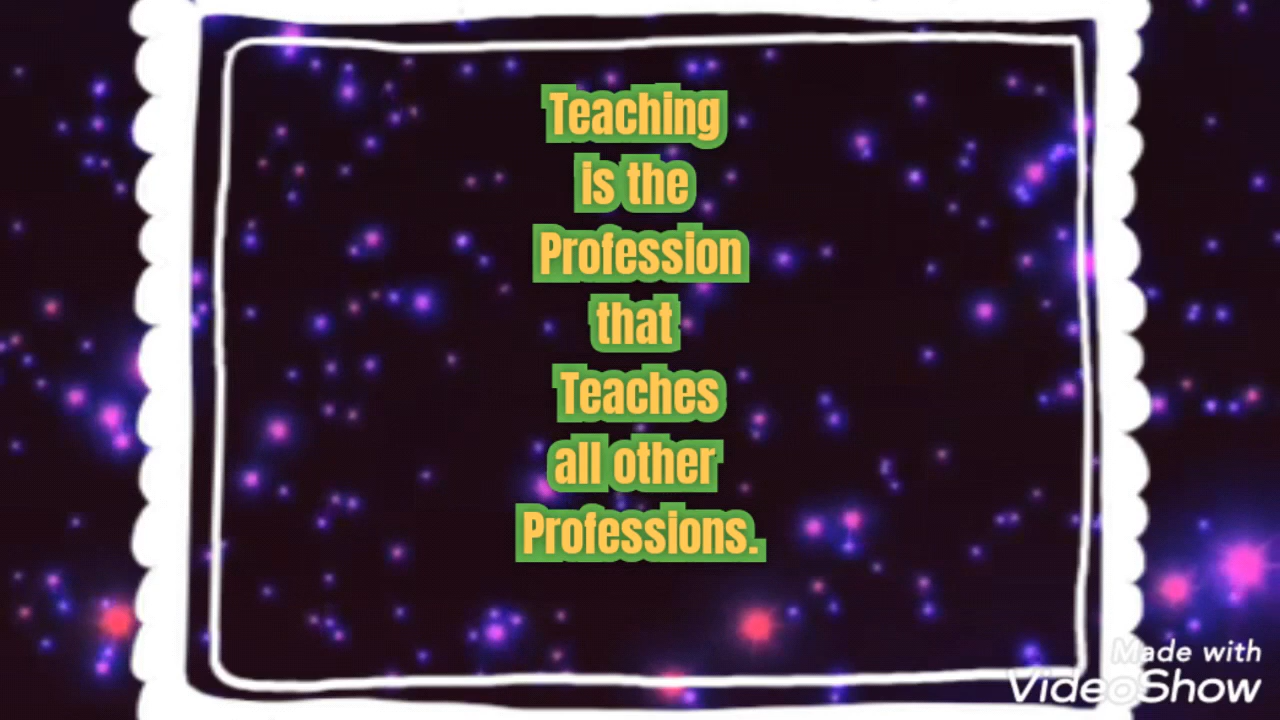 Teaching
is the
Profession
that
Teaches
all other
Professions.
Made with
VideoShow